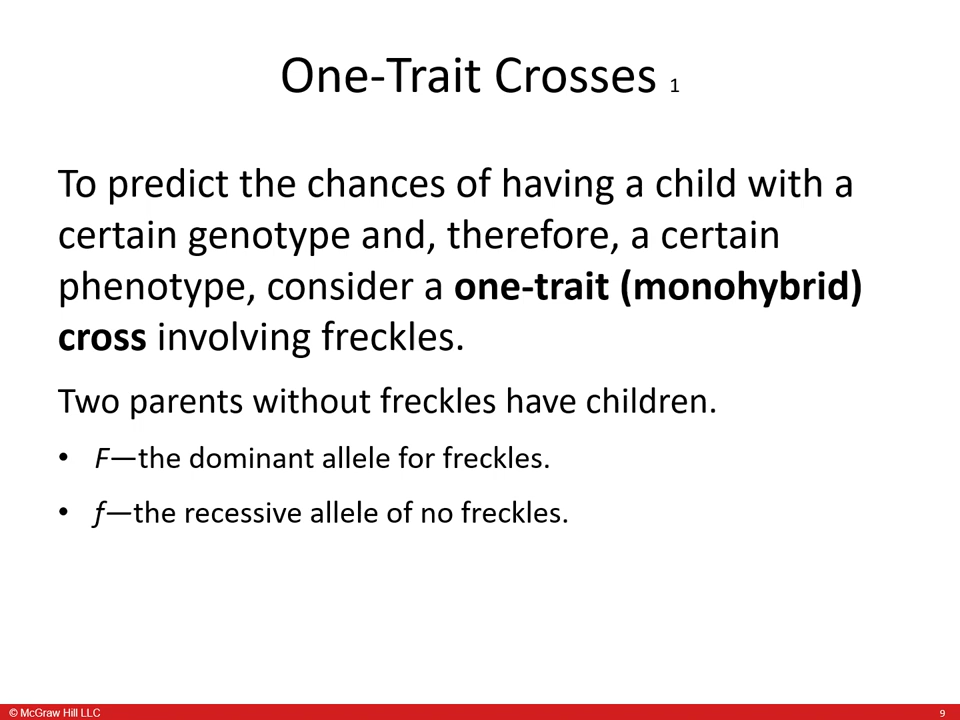 One-Trait Crosses 1
To predict the chances of having a child with a
certain genotype and, therefore, a certain
phenotype, consider a one-trait (monohybrid)
cross involving freckles.
Two parents without freckles have children.
• F—the dominant allele for freckles.
• f—the recessive allele of no freckles.
© McGraw Hill LLC
9